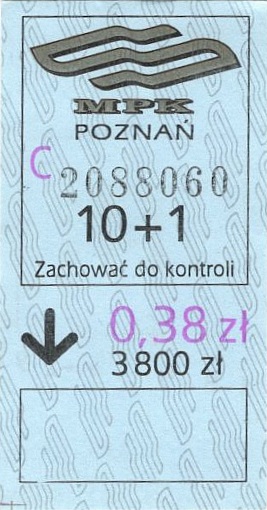 MPK
POZNAŃ
C 2088060
10+1
Zachować do kontroli
0,38 zł
3800 zł